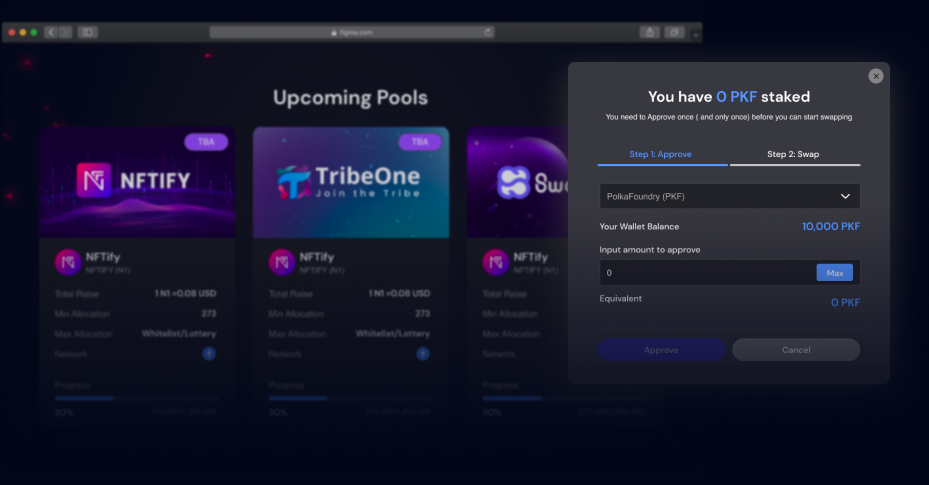 figma.com
Upcoming Pools
TBA
NFTIFY
NFTify
NFTIFY (N1)
Total Raise 1 N1 =0.08 USD
Min Allocation 273
Max Allocation Whitelist/Lottery
Network
Progress
30%
TBA
TribeOne
Join the Tribe
NFTify
NFTIFY (N1)
Total Raise 1 N1 =0.08 USD
Min Allocation 273
Max Allocation Whitelist/Lottery
Network
Progress
30%
NFTify
NFTIFY (N1)
Total Raise
Min Allocation
Max Allocation
Network
Progress
30%
You have 0 PKF staked
You need to Approve once ( and only once) before you can start swapping
Step 1: Approve Step 2: Swap
PolkaFoundry (PKF)
Your Wallet Balance 10,000 PKF
Input amount to approve
0 Max
Equivalent 0 PKF
Approve Cancel